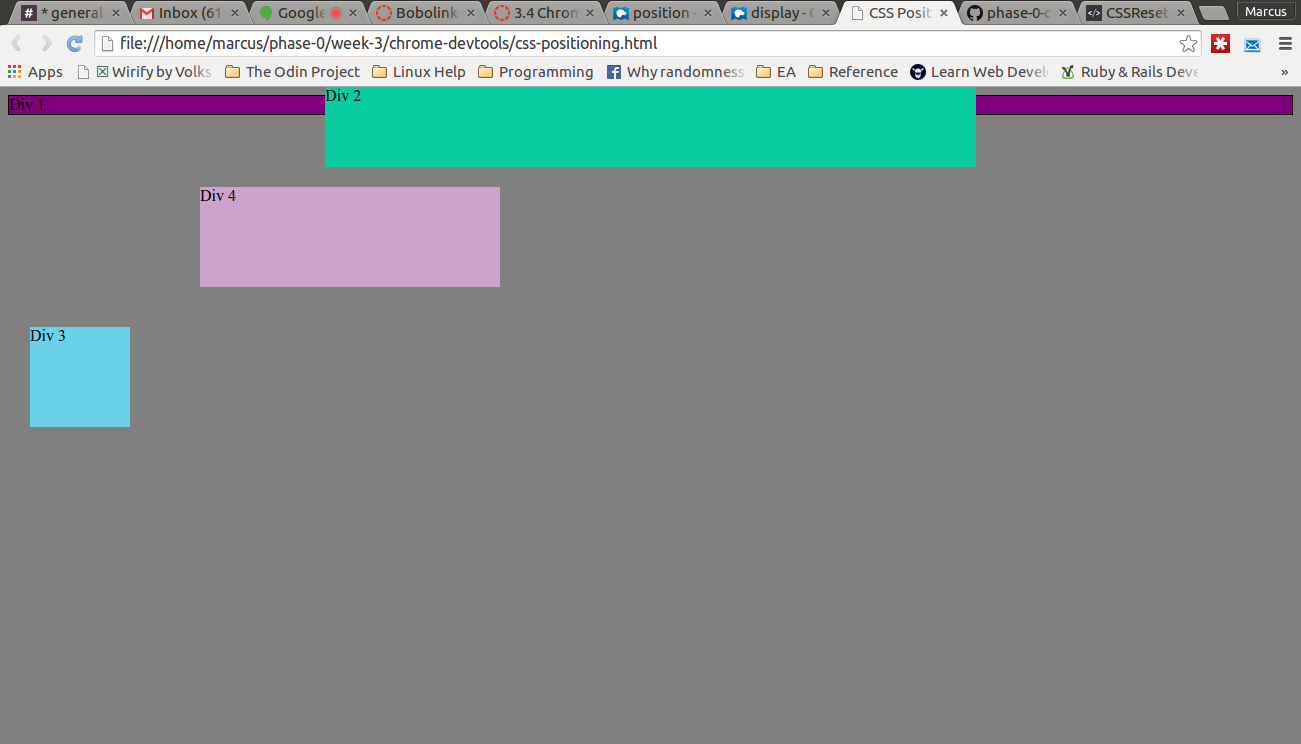 * general Inbox (61 Google Bobolink 3.4 Chron position - display - CSS Posit phase-0-c CSSReset Marcus
file:///home/marcus/phase-0/week-3/chrome-devtools/css-positioning.html
Apps Wirify by Volks The Odin Project Linux Help Programming Why randomness EA Reference Learn Web Devel Ruby & Rails Deve »
Div 1 Div 2
Div 4
Div 3